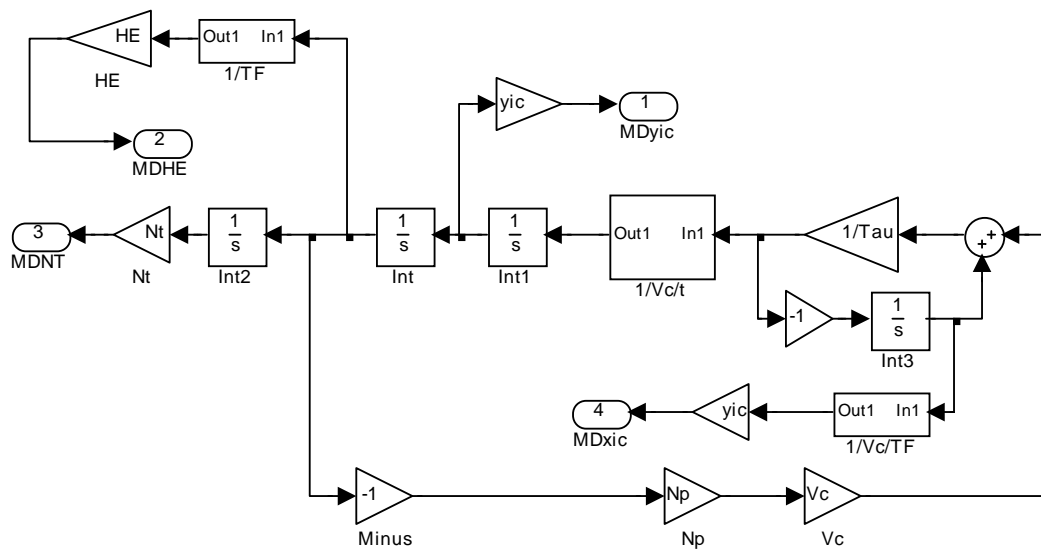 HE
Out1 In1
1/TF
HE
yic
1
MDyic
2
MDHE
3
MDNT
Nt
Nt
1
s
Int2
1
s
Int
1
s
Int1
Out1 In1
1/Vc/t
1/Tau
+
+
-1
1
s
Int3
4
MDxic
yic
Out1 In1
1/Vc/TF
-1
Minus
Np
Np
Vc
Vc